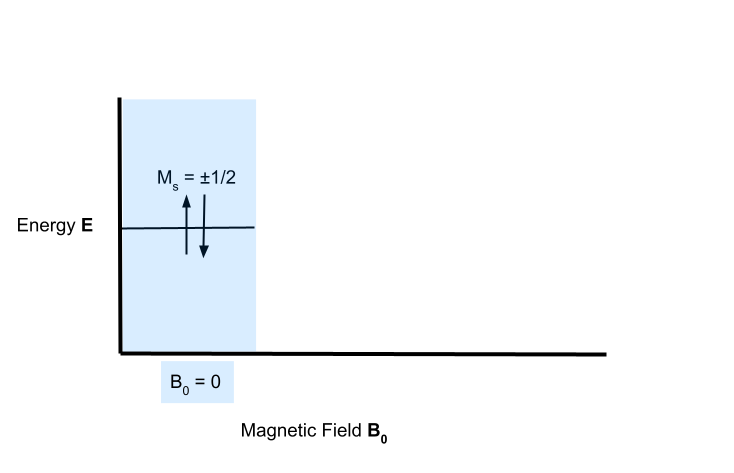 Mₛ = ±1/2
Energy E
B₀ = 0
Magnetic Field B₀